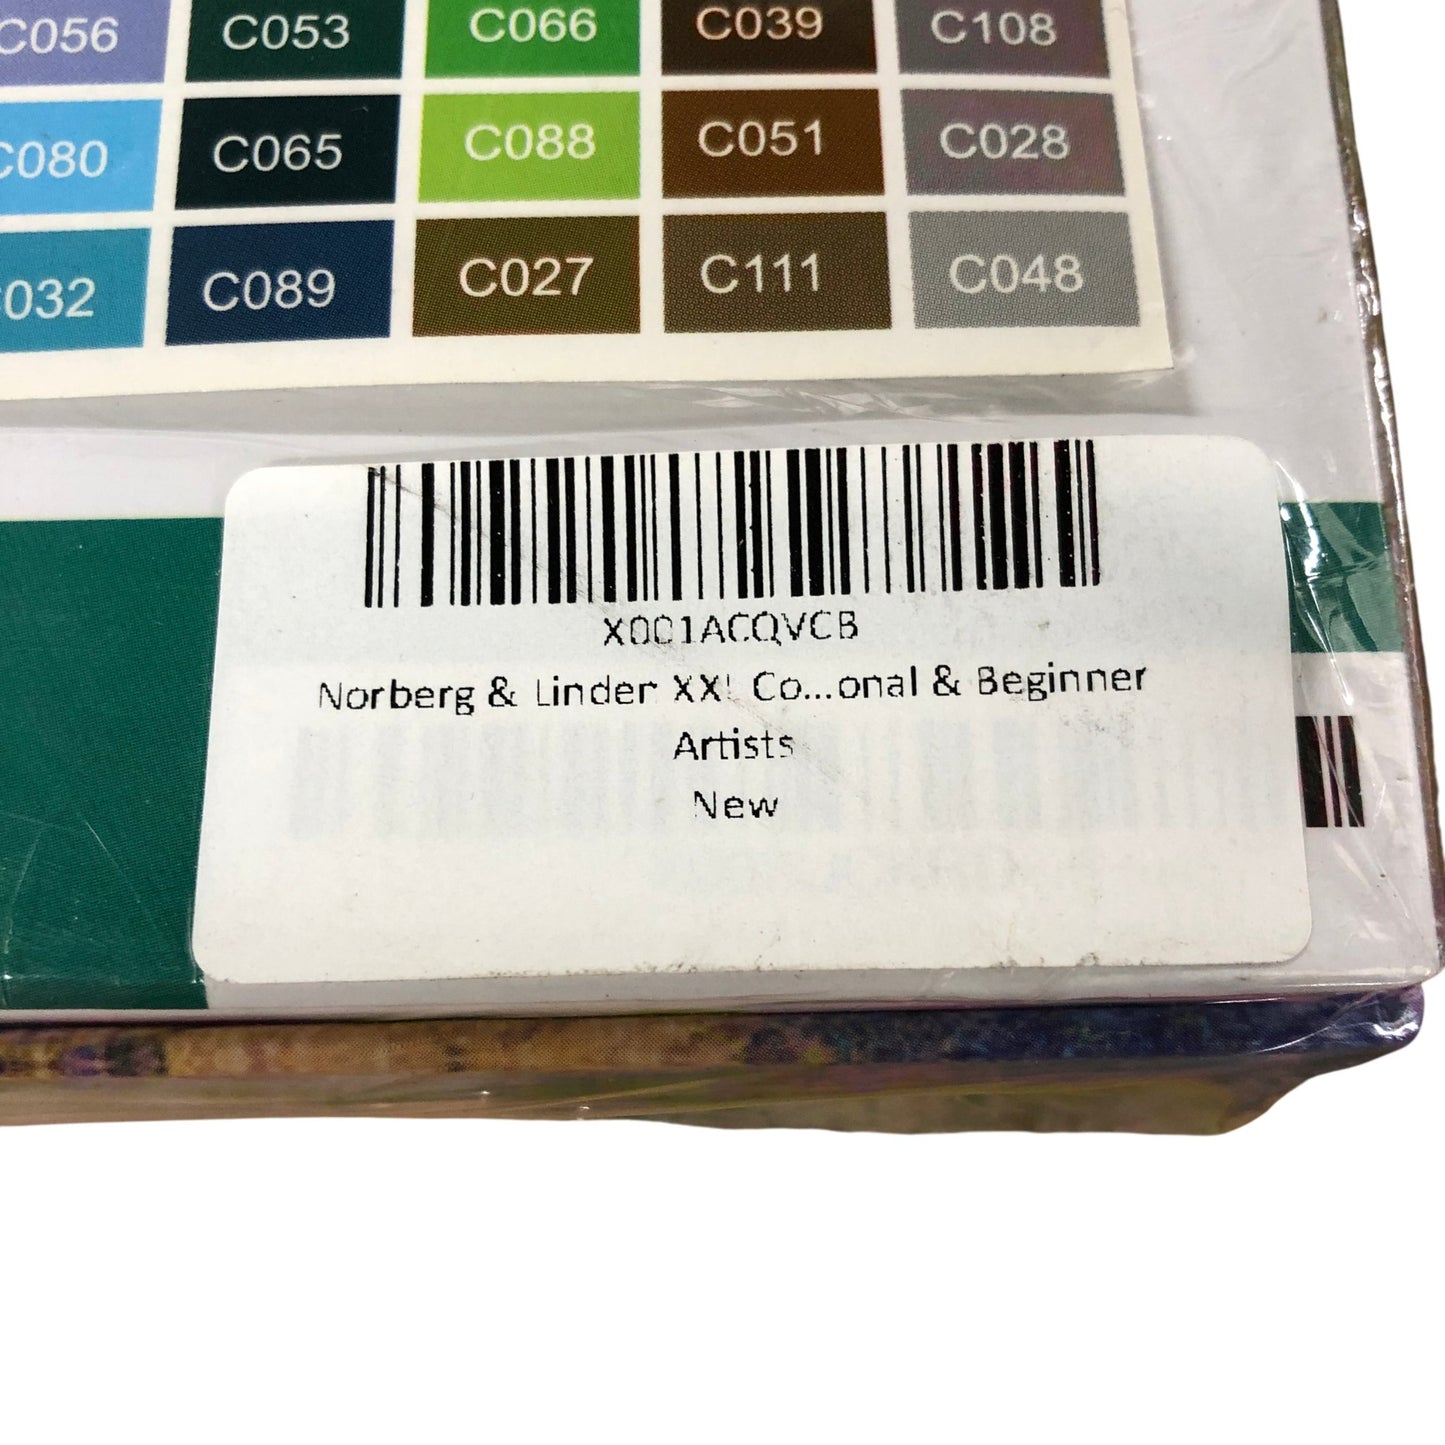 C056 C053 C066 C039 C108
C080 C065 C088 C051 C028
C032 C089 C027 C111 C048
X001ACQVCB
Norberg & Linder XXL Co...onal & Beginner
Artists
New